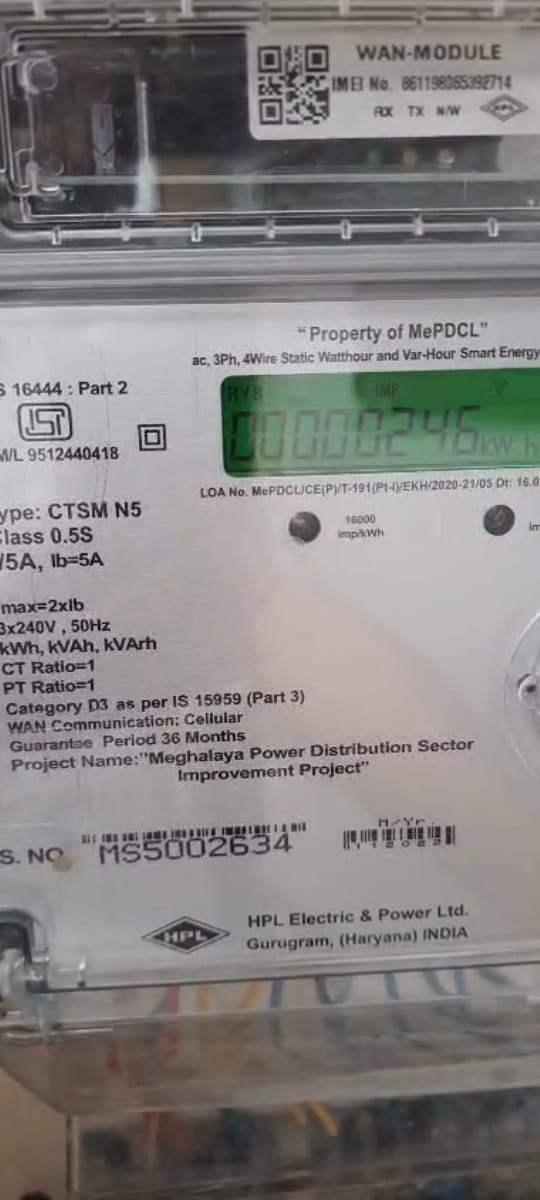 WAN-MODULE
IMEI No. 861198065392714
RX TX N/W
HPL
"Property of MePDCL"
ac, 3Ph, 4Wire Static Watthour and Var-Hour Smart Energy
S 16444 : Part 2
ISI
M/L 9512440418
RYB IMP
00000246 kWh
LOA No. MePDCL/CE(P)/T-191(Pt-I)/EKH/2020-21/05 Dt: 16.0
16000
imp/kWh
im
ype: CTSM N5
Class 0.5S
/5A, Ib=5A
max=2xIb
3x240V , 50Hz
kWh, kVAh, kVArh
CT Ratio=1
PT Ratio=1
Category D3 as per IS 15959 (Part 3)
WAN Communication: Cellular
Guarantee Period 36 Months
Project Name:"Meghalaya Power Distribution Sector
Improvement Project"
M/Yr.
S. NO MS5002634
HPL
HPL Electric & Power Ltd.
Gurugram, (Haryana) INDIA